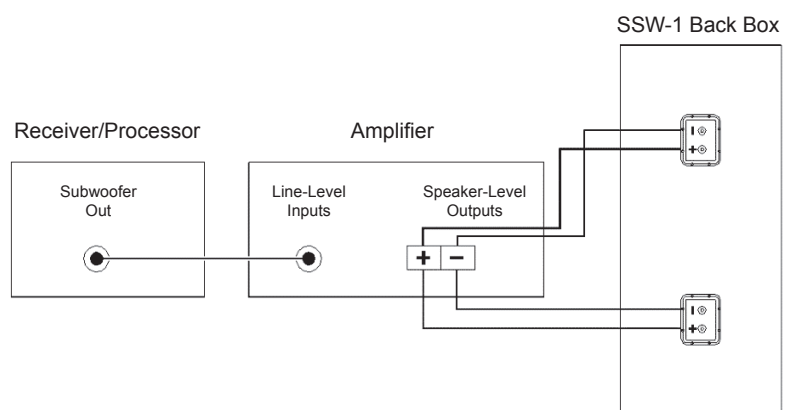 SSW-1 Back Box
Receiver/Processor
Amplifier
Subwoofer
Out
Line-Level
Inputs
Speaker-Level
Outputs
+ −
− 
+
−
+